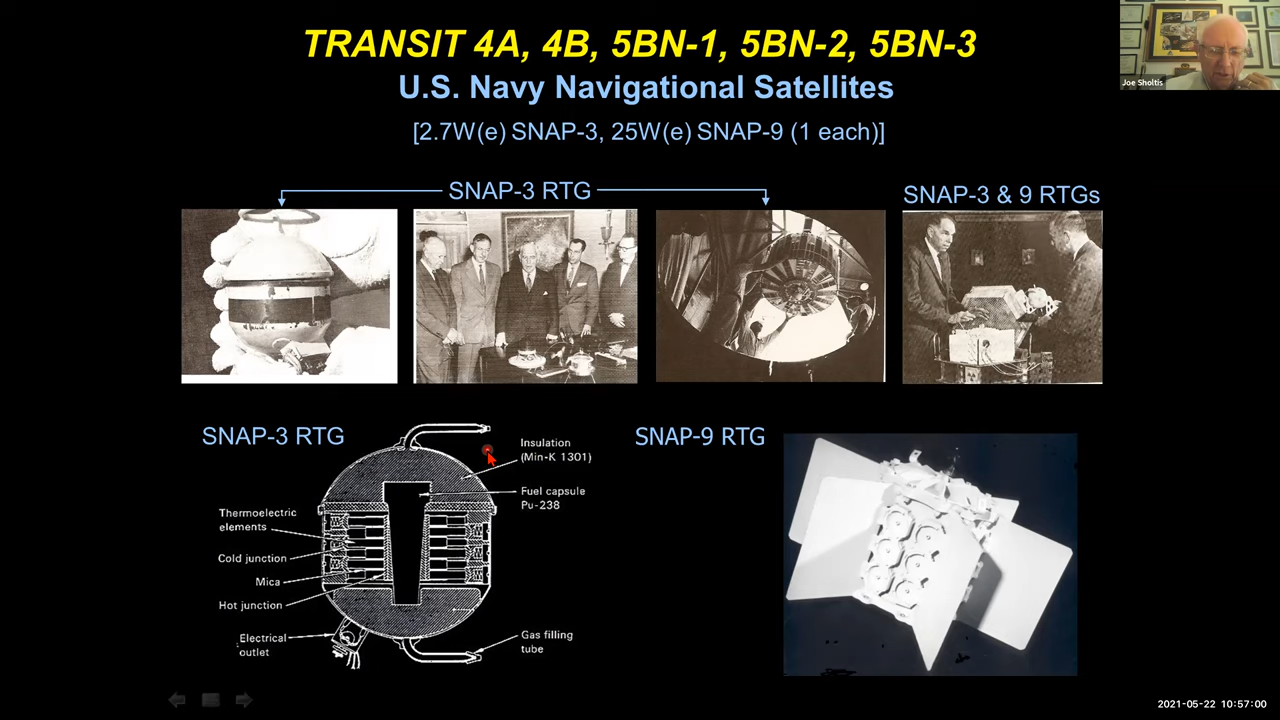 TRANSIT 4A, 4B, 5BN-1, 5BN-2, 5BN-3
U.S. Navy Navigational Satellites
[2.7W(e) SNAP-3, 25W(e) SNAP-9 (1 each)]
Joe Sholtis
SNAP-3 RTG
SNAP-3 & 9 RTGs
SNAP-3 RTG
Insulation
(Min-K 1301)
Fuel capsule
Pu-238
Thermoelectric
elements
Cold junction
Mica
Hot junction
Electrical
outlet
Gas filling
tube
SNAP-9 RTG
2021-05-22 10:57:00